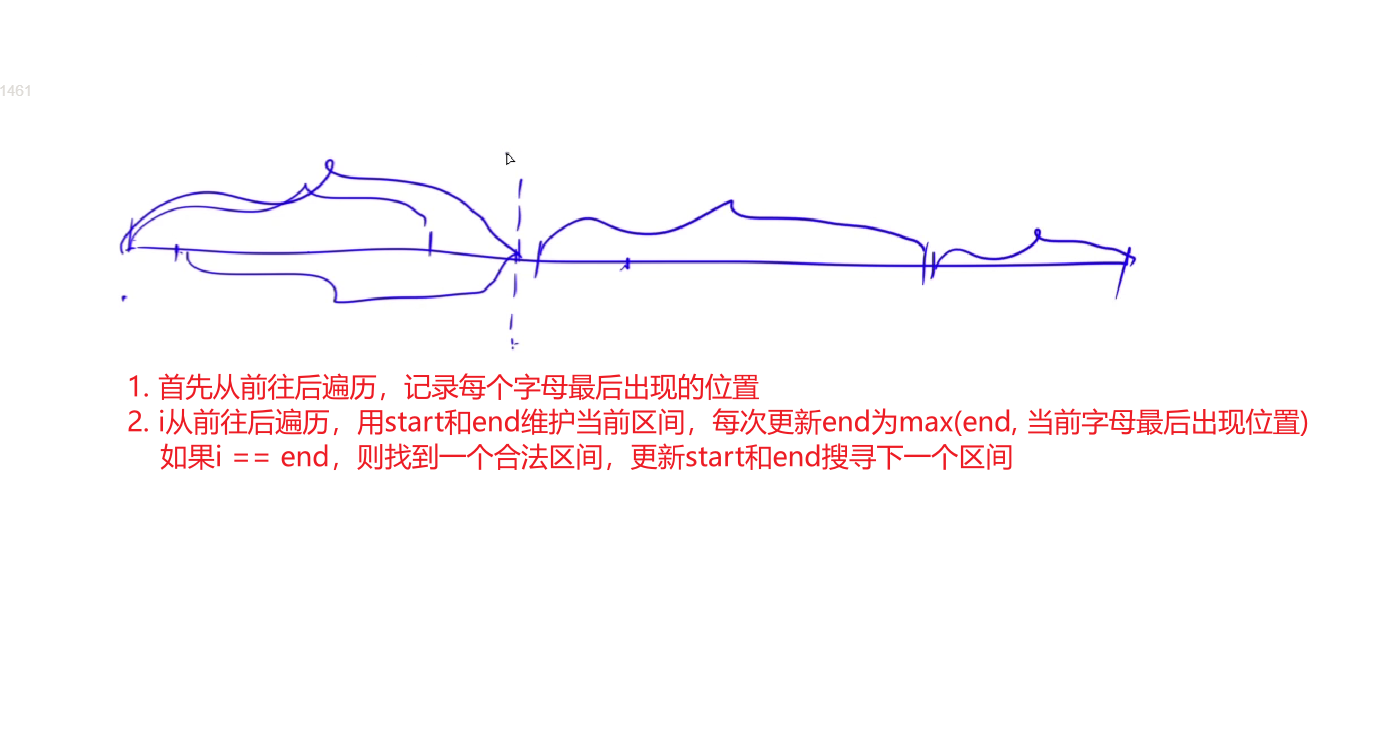 1461
1. 首先从前往后遍历，记录每个字母最后出现的位置
2. i从前往后遍历，用start和end维护当前区间，每次更新end为max(end, 当前字母最后出现位置)
如果i == end，则找到一个合法区间，更新start和end搜寻下一个区间